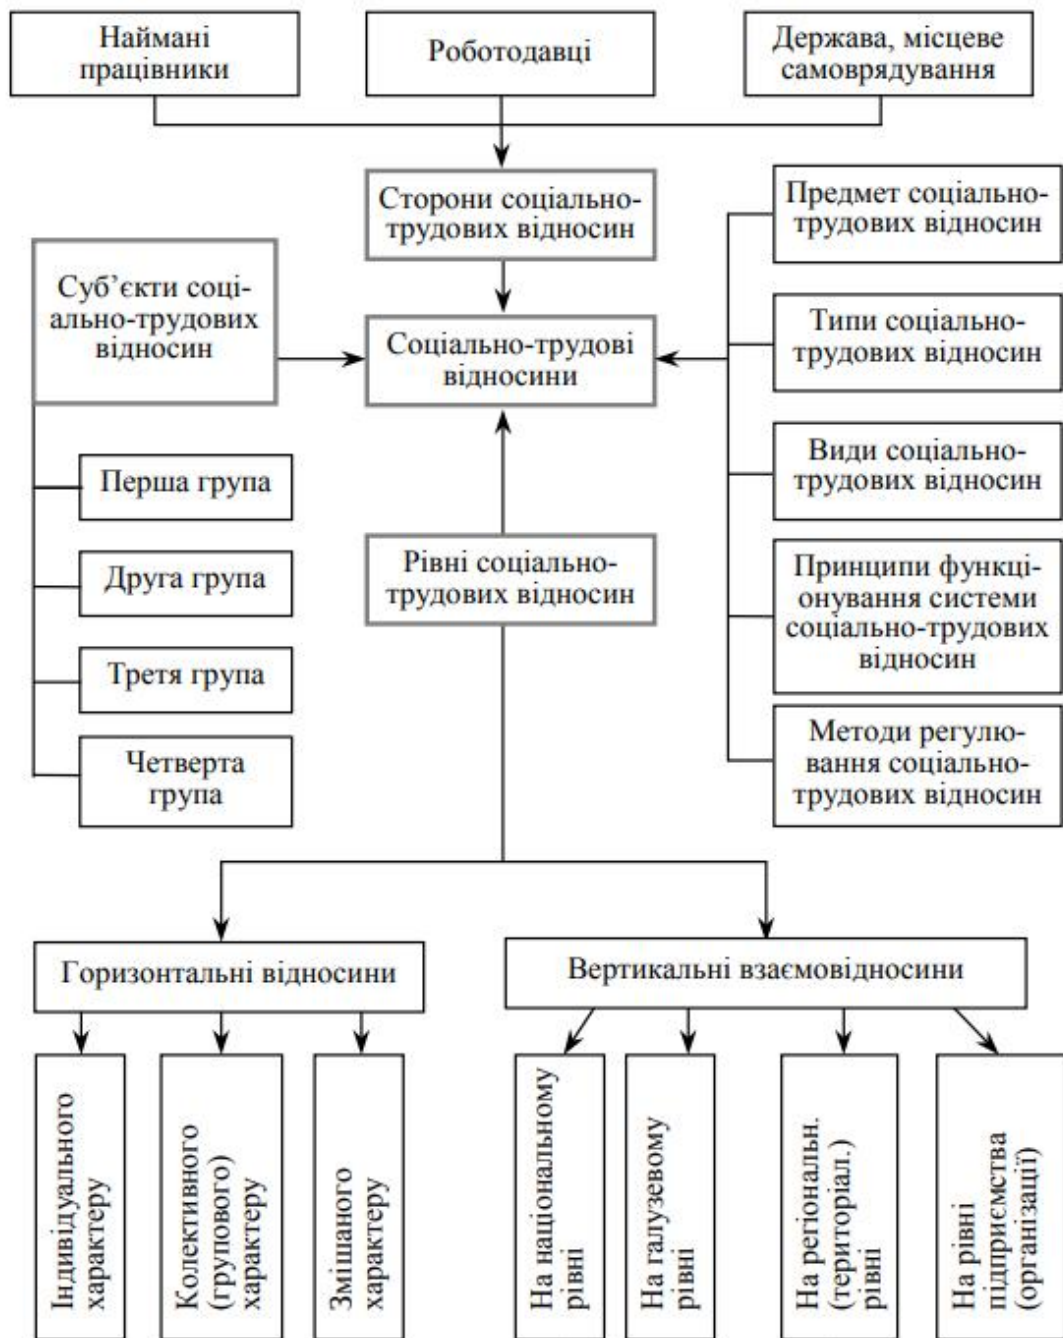 Наймані
працівники
Роботодавці
Держава, місцеве
самоврядування
Сторони соціально-
трудових відносин
Предмет соціально-
трудових відносин
Суб’єкти соці-
ально-трудових
відносин
Соціально-трудові
відносини
Типи соціально-
трудових відносин
Види соціально-
трудових відносин
Перша група
Друга група
Третя група
Четверта
група
Рівні соціально-
трудових відносин
Принципи функці-
онування системи
соціально-трудових
відносин
Методи регулю-
вання соціально-
трудових відносин
Горизонтальні відносини
Вертикальні взаємовідносини
Індивідуального
характеру
Колективного
(групового)
характеру
Змішаного
характеру
На національному
рівні
На галузевому
рівні
На регіональн.
(територіал.)
рівні
На рівні
підприємства
(організації)